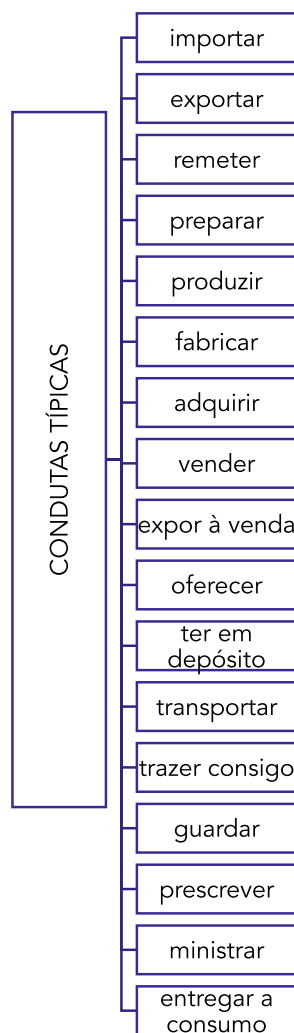 CONDUTAS TÍPICAS
importar
exportar
remeter
preparar
produzir
fabricar
adquirir
vender
expor à venda
oferecer
ter em
depósito
transportar
trazer consigo
guardar
prescrever
ministrar
entregar a
consumo